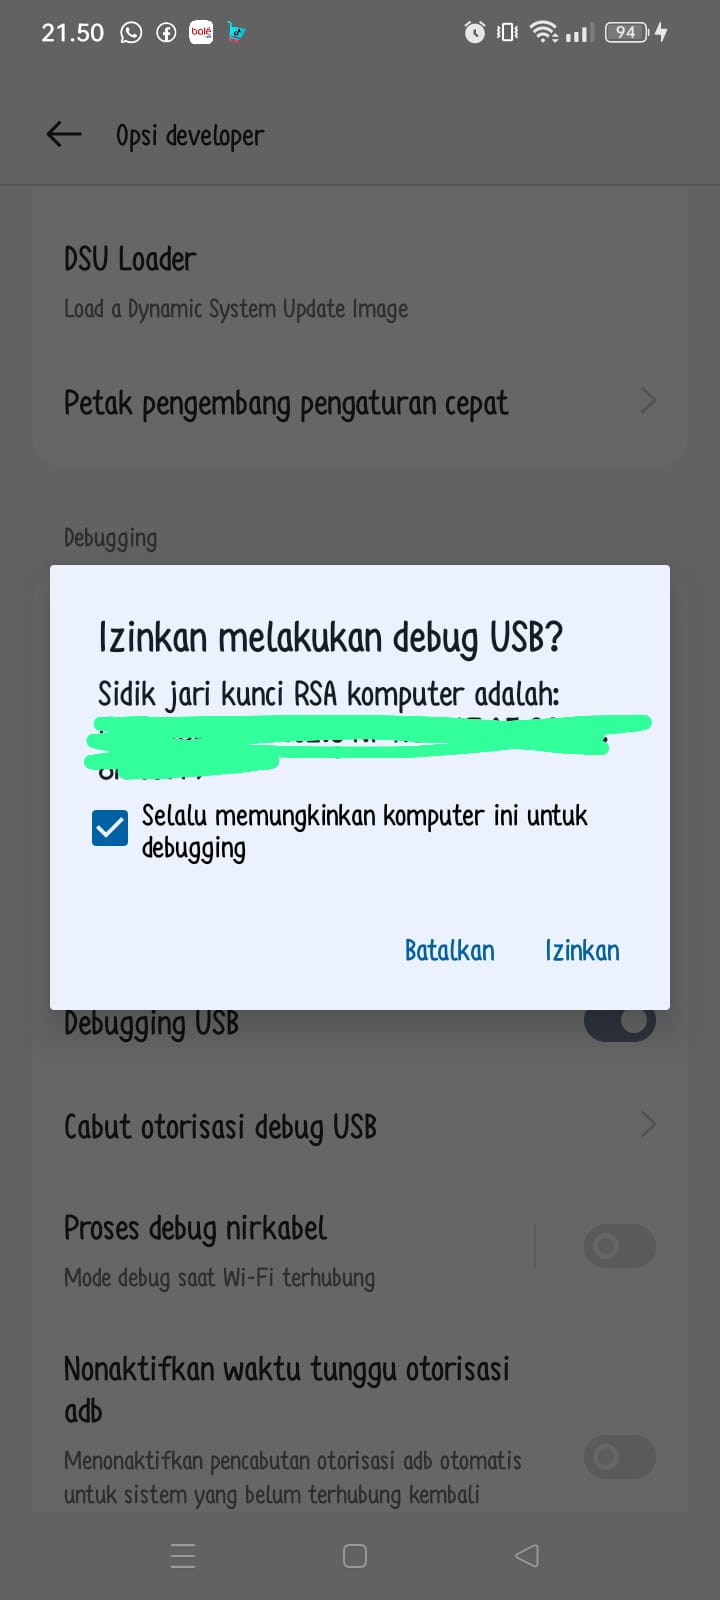 21.50
bolé
94
Opsi developer
DSU Loader
Load a Dynamic System Update Image
Petak pengembang pengaturan cepat
Debugging
Izinkan melakukan debug USB?
Sidik jari kunci RSA komputer adalah:
Selalu memungkinkan komputer ini untuk
debugging
Batalkan Izinkan
Debugging USB
Cabut otorisasi debug USB
Proses debug nirkabel
Mode debug saat Wi-Fi terhubung
Nonaktifkan waktu tunggu otorisasi
adb
Menonaktifkan pencabutan otorisasi adb otomatis
untuk sistem yang belum terhubung kembali